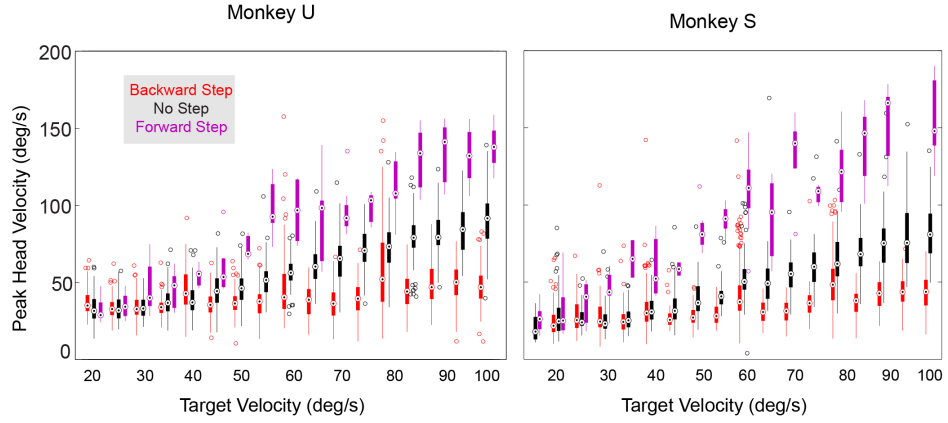 Monkey U
Monkey S
200
150
100
50
0
Peak Head Velocity (deg/s)
Backward Step
No Step
Forward Step
20 30 40 50 60 70 80 90 100
20 30 40 50 60 70 80 90 100
Target Velocity (deg/s)
Target Velocity (deg/s)